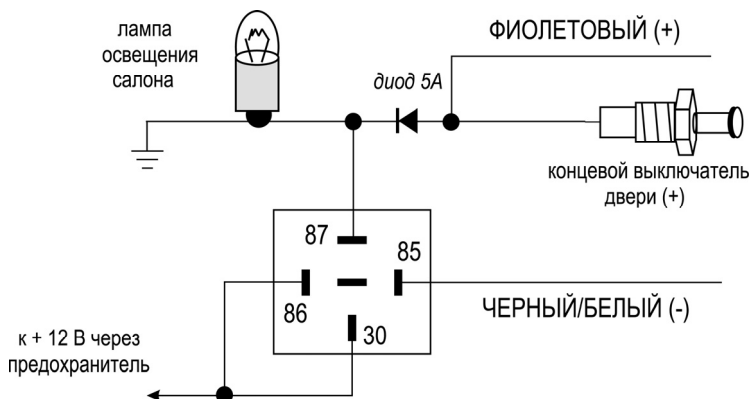 лампа
освещения
салона
ФИОЛЕТОВЫЙ (+)
диод 5А
концевой выключатель
двери (+)
87
85
86
30
ЧЕРНЫЙ/БЕЛЫЙ (-)
к + 12 В через
предохранитель